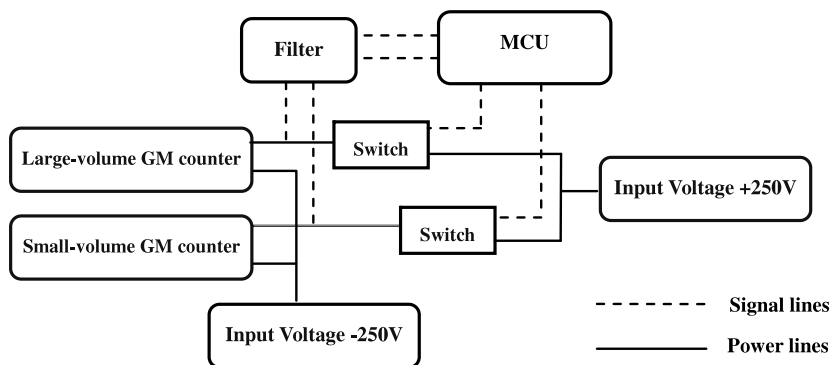 Filter
MCU
Large-volume GM counter
Switch
Input Voltage +250V
Small-volume GM counter
Switch
Input Voltage -250V
Signal lines
Power lines